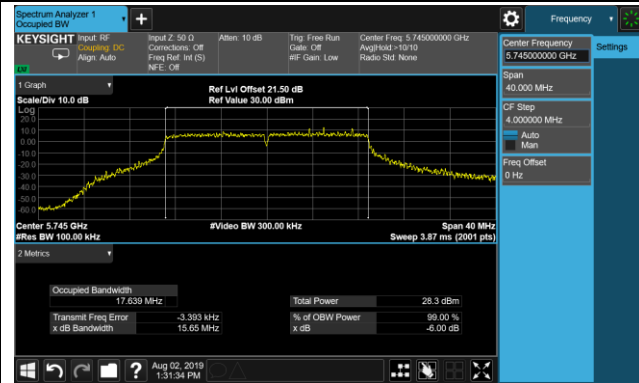 Spectrum Analyzer 1
Occupied BW
Frequency
KEYSIGHT
Input: RF
Coupling: DC
Align: Auto
Input Z: 50 Ω
Corrections: Off
Freq Ref: Int (S)
NFE: Off
Atten: 10 dB
Trig: Free Run
Gate: Off
#IF Gain: Low
Center Freq: 5.745000000 GHz
Avg|Hold:>10/10
Radio Std: None
LXI
Center Frequency
5.745000000 GHz
Settings
Span
40.000 MHz
CF Step
4.000000 MHz
Auto
Man
Freq Offset
0 Hz
1 Graph
Scale/Div 10.0 dB
Ref Lvl Offset 21.50 dB
Ref Value 30.00 dBm
Log
20.0
10.0
0.00
-10.0
-20.0
-30.0
-40.0
-50.0
-60.0
Center 5.745 GHz
#Res BW 100.00 kHz
#Video BW 300.00 kHz
Span 40 MHz
Sweep 3.87 ms (2001 pts)
2 Metrics
Occupied Bandwidth
17.639 MHz
Total Power 28.3 dBm
Transmit Freq Error -3.393 kHz
% of OBW Power 99.00 %
x dB Bandwidth 15.65 MHz
x dB -6.00 dB
?
Aug 02, 2019
1:31:34 PM